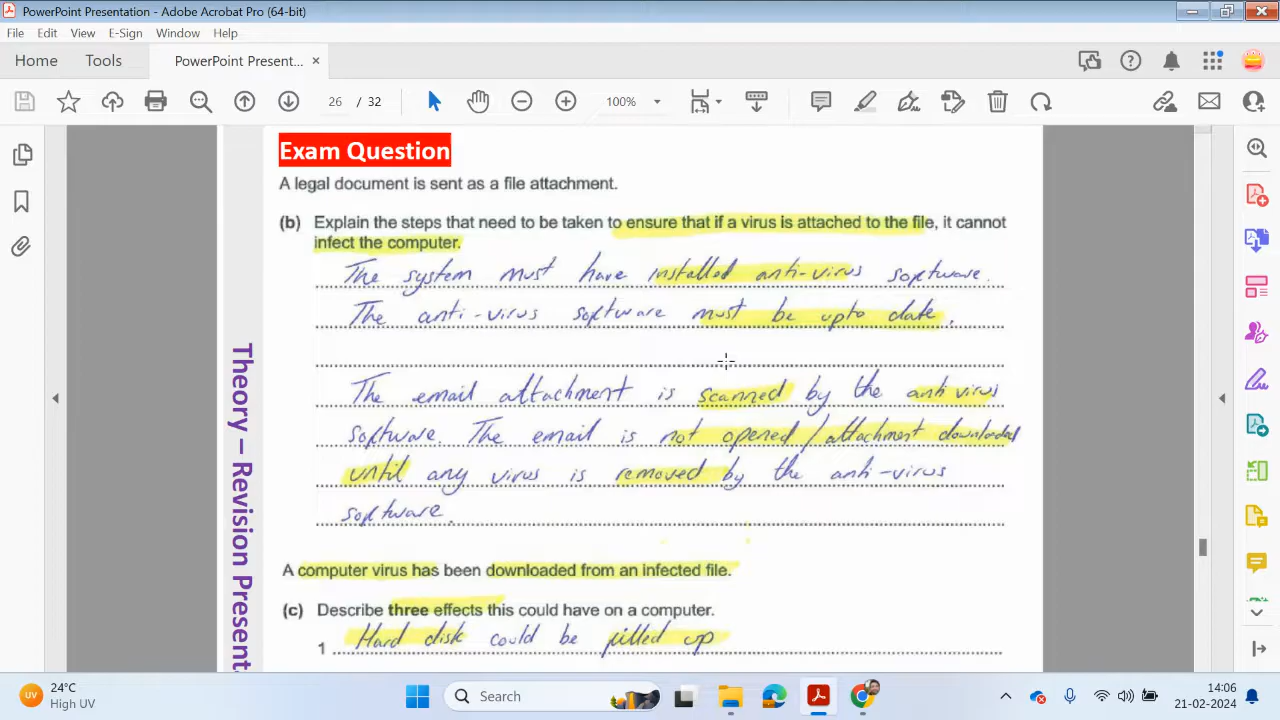 PowerPoint Presentation - Adobe Acrobat Pro (64-bit)
File Edit View E-Sign Window Help
Home Tools PowerPoint Present... ×
26 / 32 100%
Exam Question
A legal document is sent as a file attachment.
(b) Explain the steps that need to be taken to ensure that if a virus is attached to the file, it cannot
infect the computer.
The system must have installed anti-virus software.
The anti-virus software must be upto date.
The email attachment is scanned by the anti virus
software. The email is not opened / attachment downloaded
until any virus is removed by the anti-virus
software.
A computer virus has been downloaded from an infected file.
(c) Describe three effects this could have on a computer.
1 Hard disk could be filled up
Theory – Revision Present
UV 24°C
High UV
Search
14:06
21-02-2024